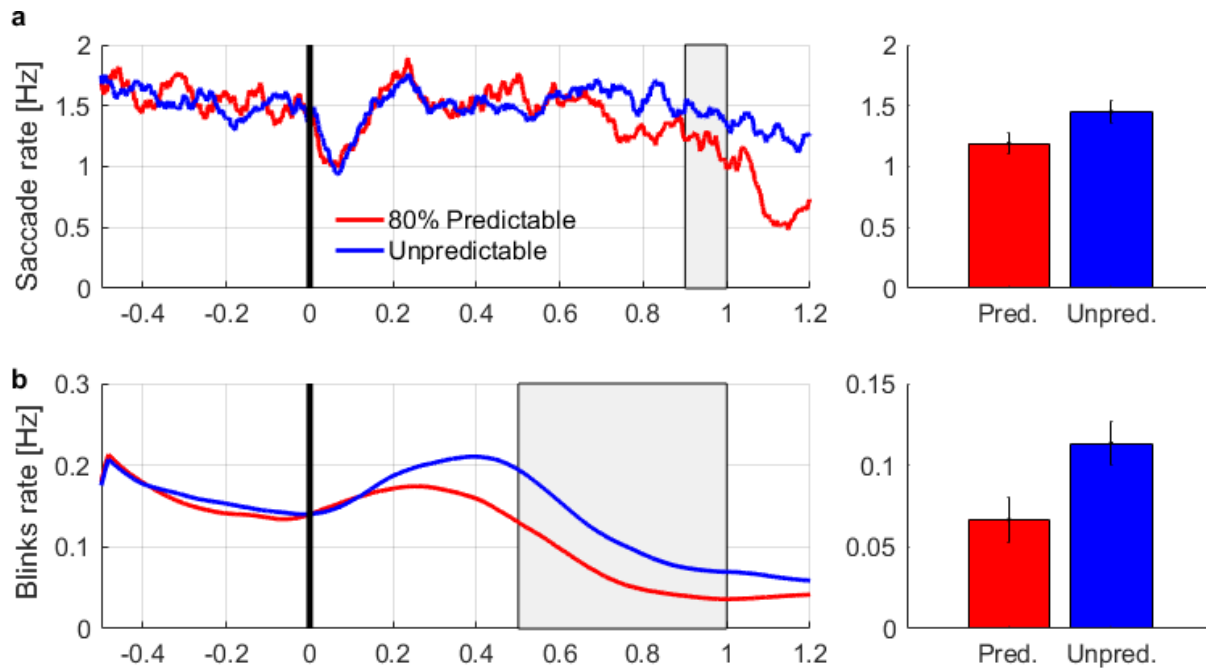 a
Saccade rate [Hz]
2
1.5
1
0.5
0
80% Predictable
Unpredictable
-0.4 -0.2 0 0.2 0.4 0.6 0.8 1 1.2
2
1.5
1
0.5
0
Pred. Unpred.
b
Blinks rate [Hz]
0.3
0.2
0.1
0
-0.4 -0.2 0 0.2 0.4 0.6 0.8 1 1.2
0.15
0.1
0.05
0
Pred. Unpred.